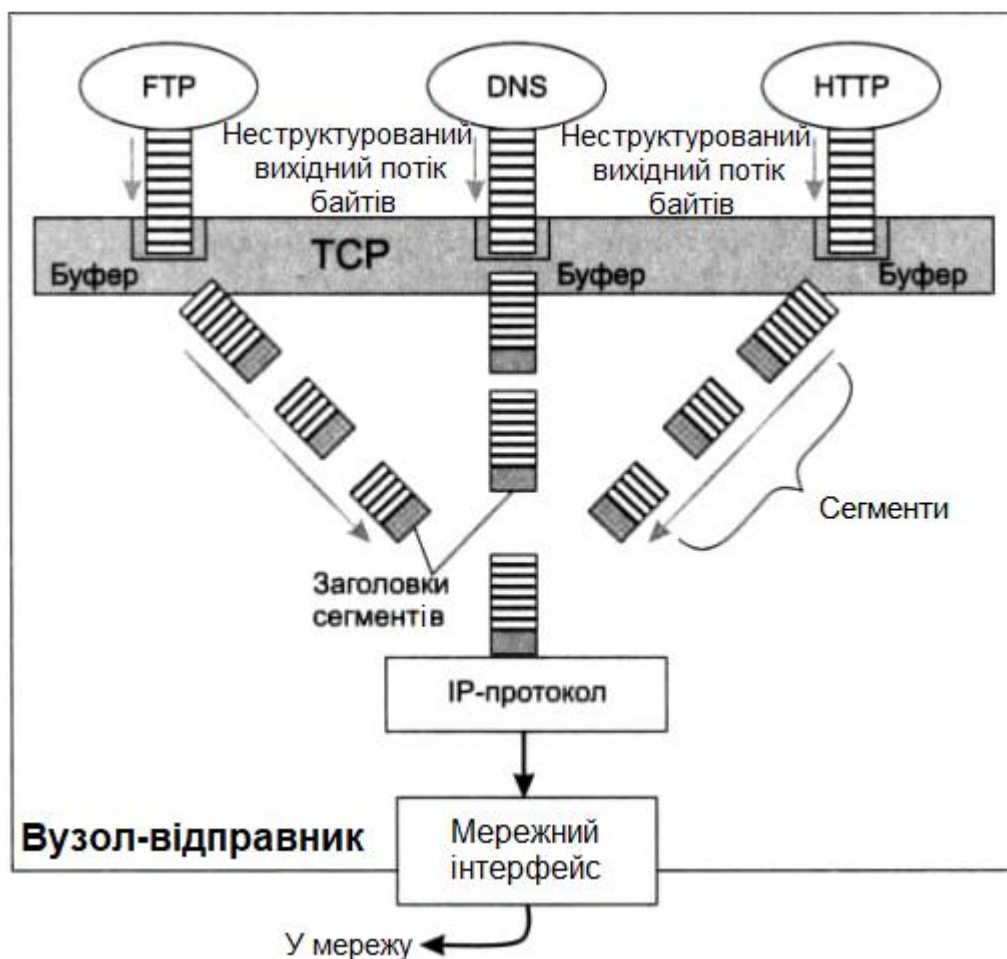 FTP
DNS
HTTP
Неструктурований
вихідний потік
байтів
Неструктурований
вихідний потік
байтів
TCP
Буфер
Буфер
Буфер
Сегменти
Заголовки
сегментів
IP-протокол
Вузол-відправник
Мережний
інтерфейс
У мережу